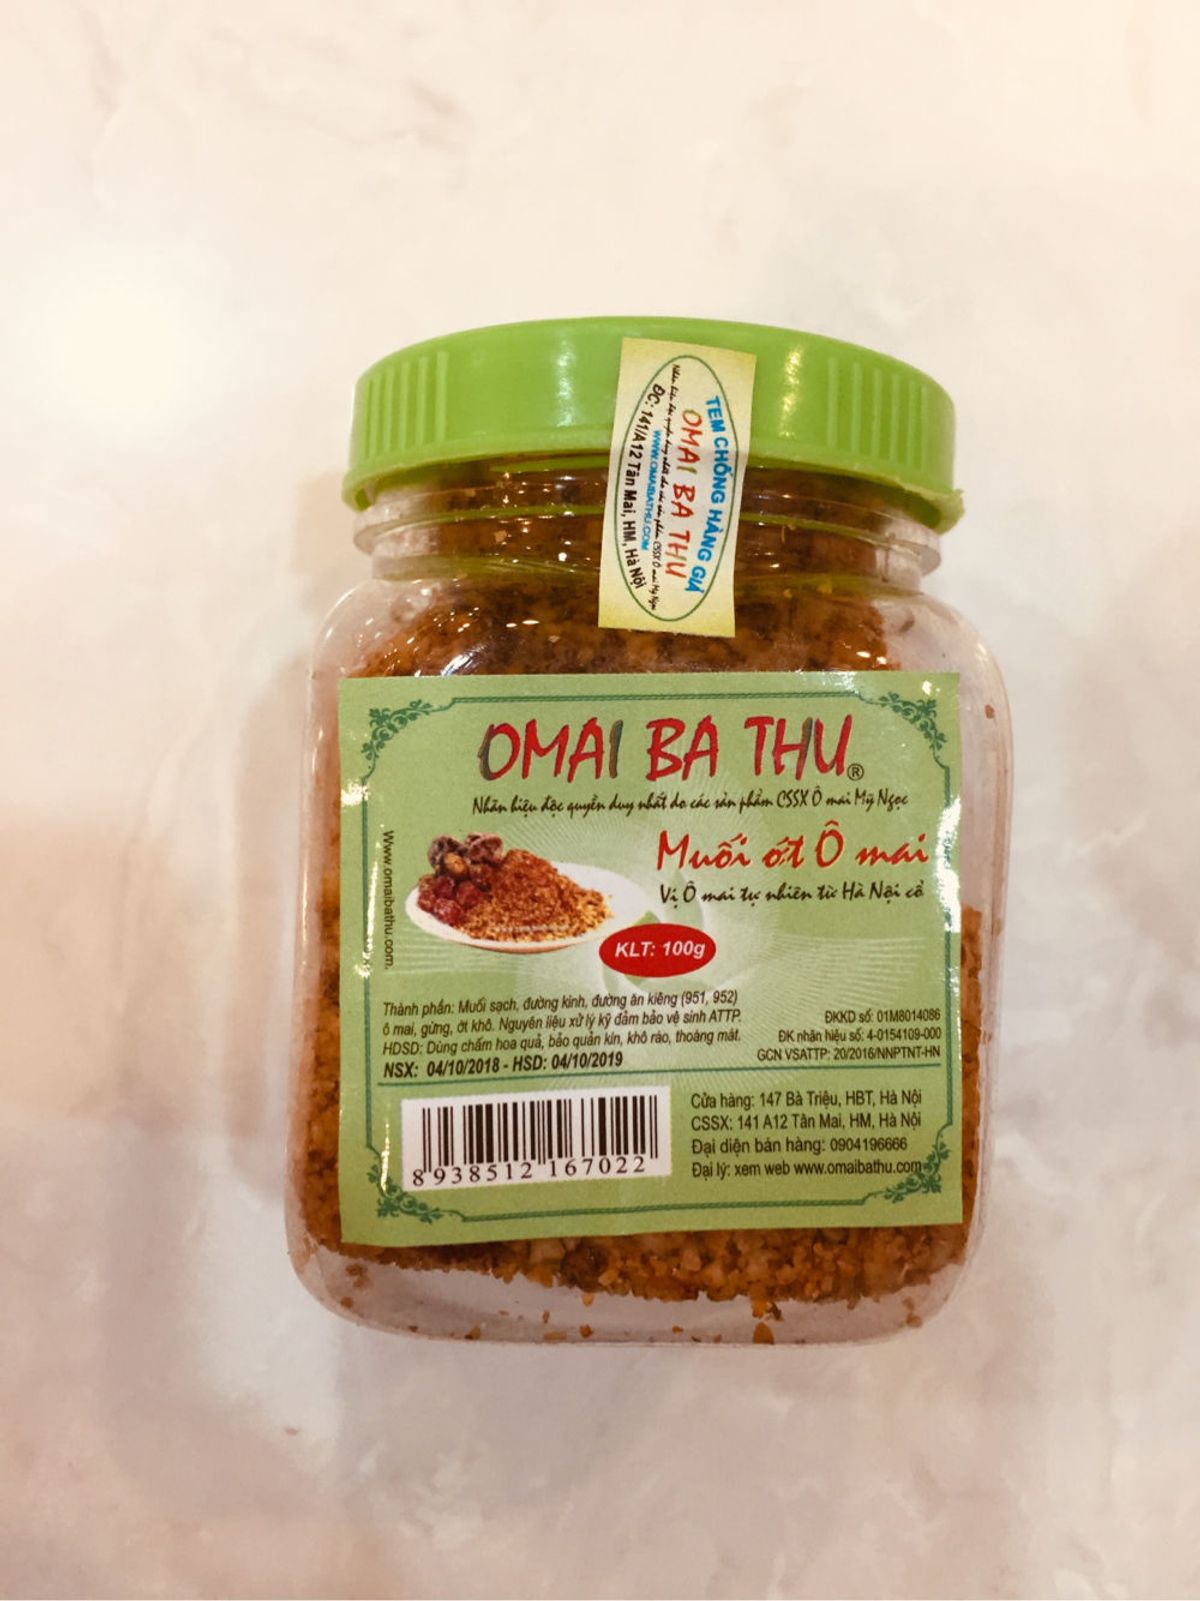 TEM CHỐNG HÀNG GIẢ
OMAI BA THU
WWW.OMAIBATHU.COM
ĐC: 141/A12 Tân Mai, HM, Hà Nội
OMAI BA THU®
Nhãn hiệu độc quyền duy nhất do các sản phẩm CSSX Ô mai Mỹ Ngọc
Muối ớt Ô mai
Vị Ô mai tự nhiên từ Hà Nội cổ
Www.omaibathu.com.
KLT: 100g
Thành phần: Muối sạch, đường kính, đường ăn kiêng (951, 952)
ô mai, gừng, ớt khô. Nguyên liệu xử lý kỹ đảm bảo vệ sinh ATTP.
HDSD: Dùng chấm hoa quả, bảo quản kín, khô ráo, thoáng mát.
NSX: 04/10/2018 - HSD: 04/10/2019
ĐKKD số: 01M8014086
ĐK nhãn hiệu số: 4-0154109-000
GCN VSATTP: 20/2016/NNPTNT-HN
8 938512 167022
Cửa hàng: 147 Bà Triệu, HBT, Hà Nội
CSSX: 141 A12 Tân Mai, HM, Hà Nội
Đại diện bán hàng: 0904196666
Đại lý: xem web www.omaibathu.com